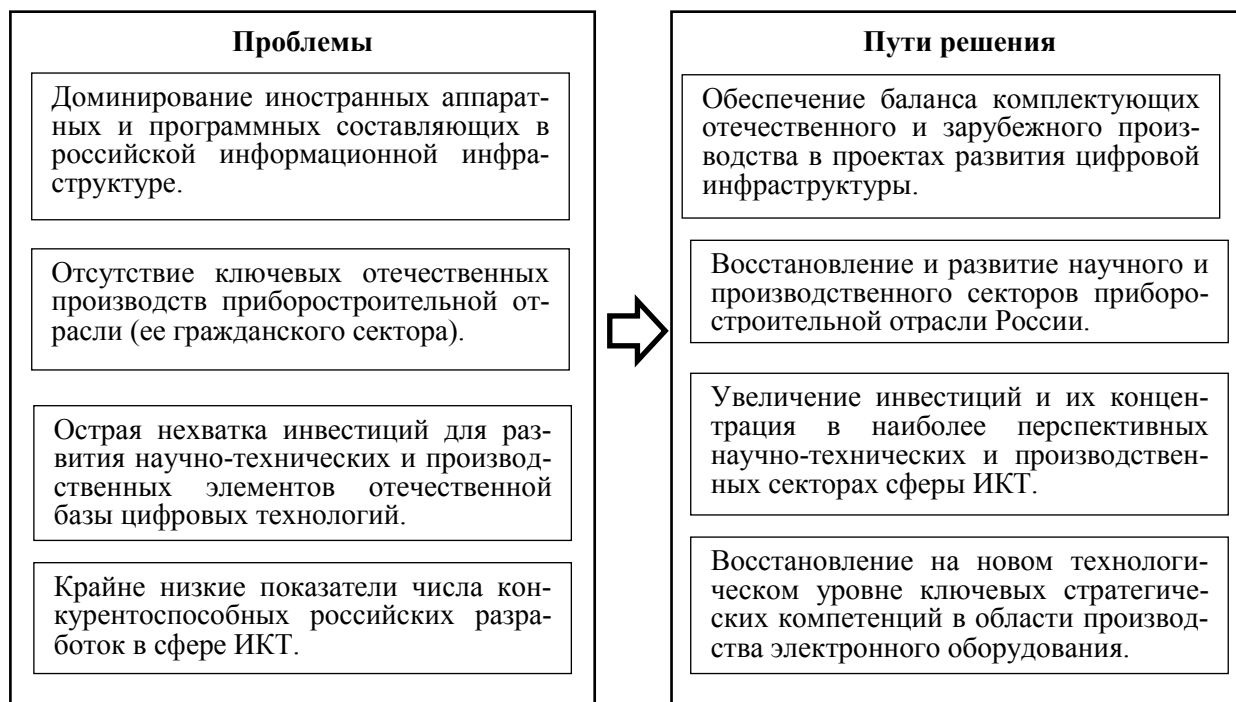 Проблемы
Доминирование иностранных аппарат-
ных и программных составляющих в
российской информационной инфра-
структуре.
Отсутствие ключевых отечественных
производств приборостроительной от-
расли (ее гражданского сектора).
Острая нехватка инвестиций для раз-
вития научно-технических и производ-
ственных элементов отечественной
базы цифровых технологий.
Крайне низкие показатели числа кон-
курентоспособных российских разра-
боток в сфере ИКТ.
Пути решения
Обеспечение баланса комплектующих
отечественного и зарубежного произ-
водства в проектах развития цифровой
инфраструктуры.
Восстановление и развитие научного и
производственного секторов приборо-
строительной отрасли России.
Увеличение инвестиций и их концен-
трация в наиболее перспективных
научно-технических и производствен-
ных секторах сферы ИКТ.
Восстановление на новом технологи-
ческом уровне ключевых стратегиче-
ских компетенций в области производ-
ства электронного оборудования.